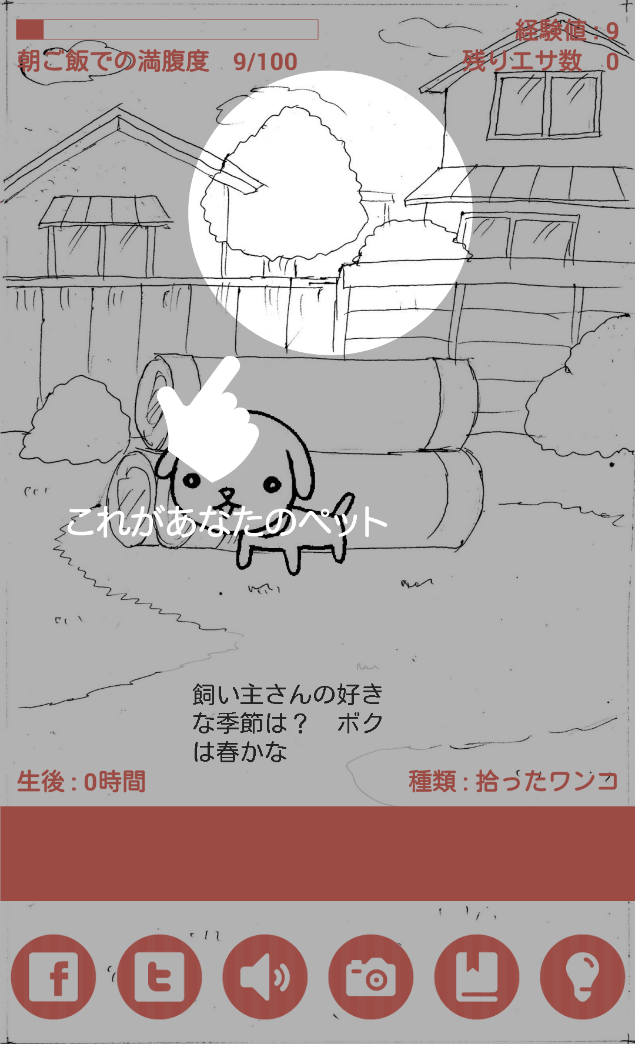 経験値 : 9
朝ご飯での満腹度 9/100
残りエサ数 0
これがあなたのペット
飼い主さんの好き
な季節は？ ボク
は春かな
生後 : 0時間
種類 : 拾ったワンコ